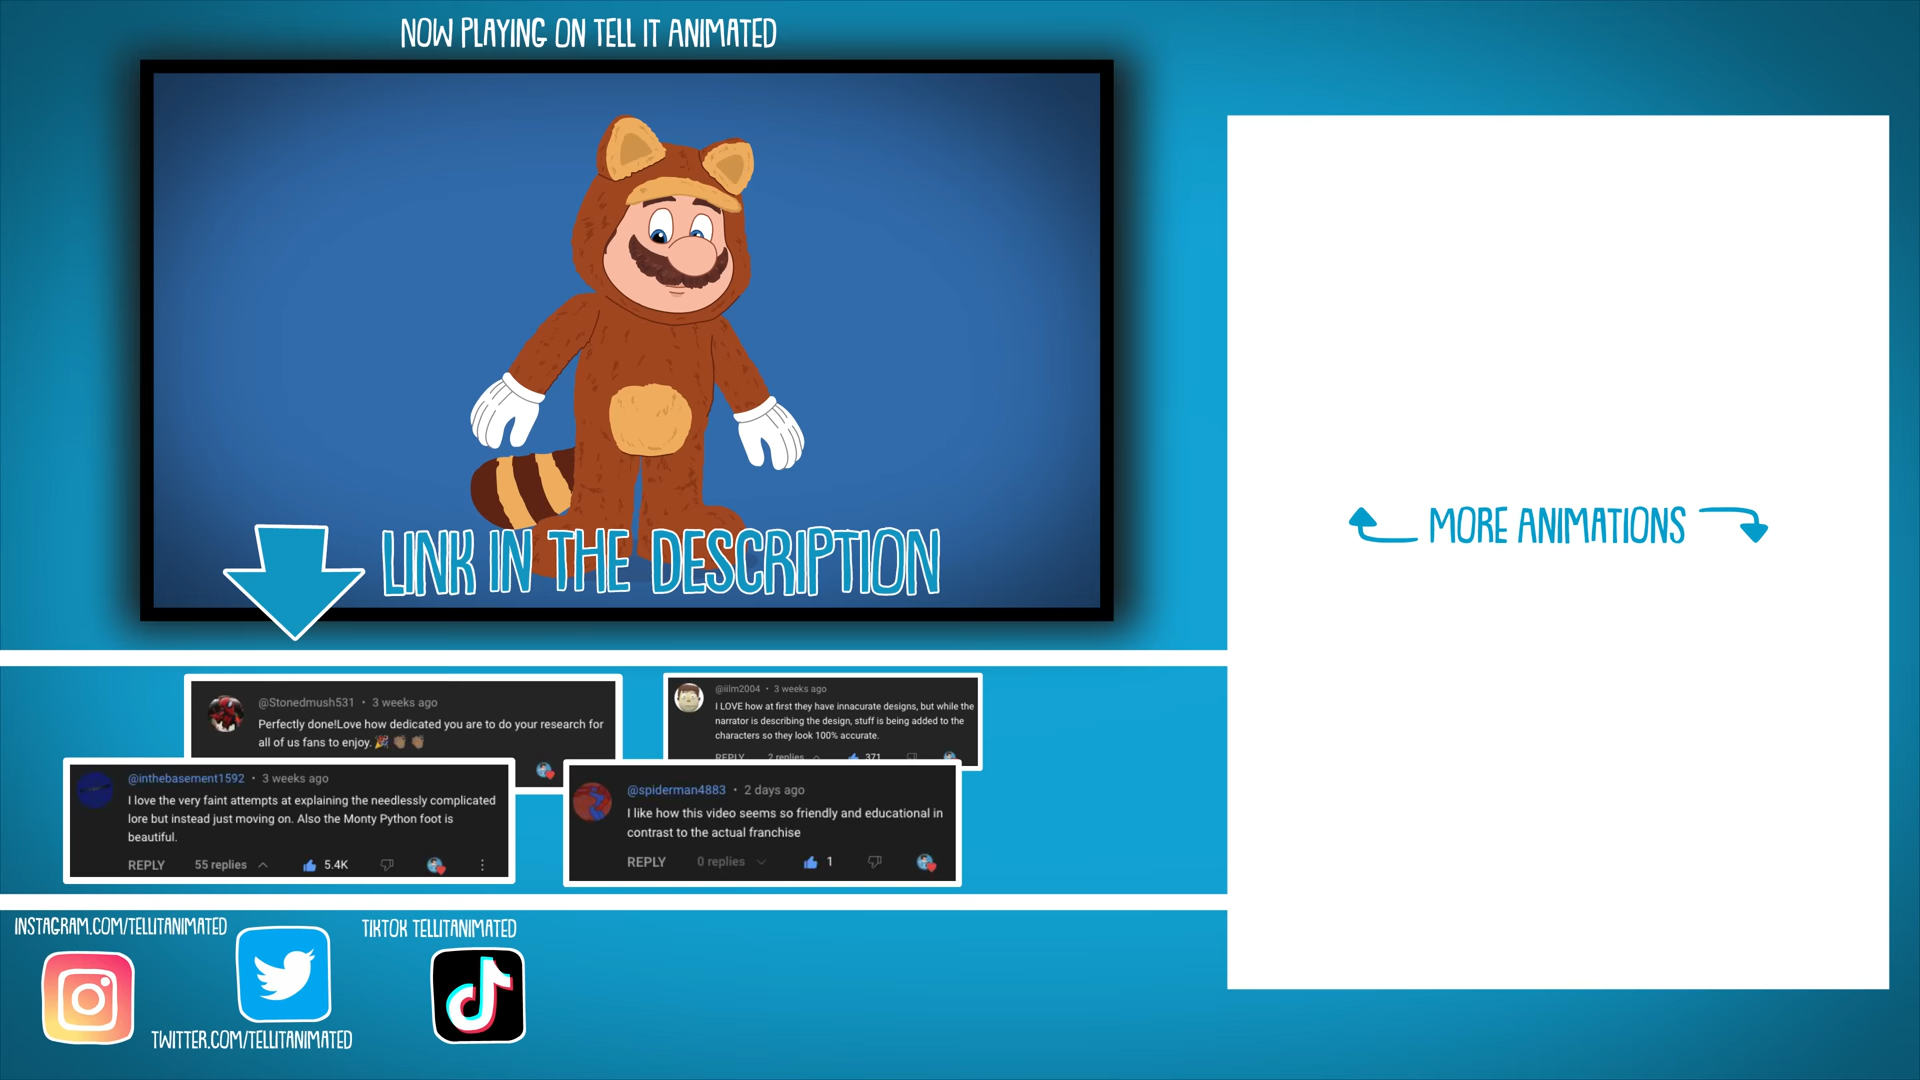 NOW PLAYING ON TELL IT ANIMATED
LINK IN THE DESCRIPTION
MORE ANIMATIONS
@Stonedmush531 • 3 weeks ago
Perfectly done!Love how dedicated you are to do your research for
all of us fans to enjoy. 🎉 👏🏽 👏🏽
@iilm2004 • 3 weeks ago
I LOVE how at first they have innacurate designs, but while the
narrator is describing the design, stuff is being added to the
characters so they look 100% accurate.
REPLY 2 replies 371
@inthebasement1592 • 3 weeks ago
I love the very faint attempts at explaining the needlessly complicated
lore but instead just moving on. Also the Monty Python foot is
beautiful.
REPLY 55 replies 5.4K
@spiderman4883 • 2 days ago
I like how this video seems so friendly and educational in
contrast to the actual franchise
REPLY 0 replies 1
INSTAGRAM.COM/TELLITANIMATED
TIKTOK TELLITANIMATED
TWITTER.COM/TELLITANIMATED